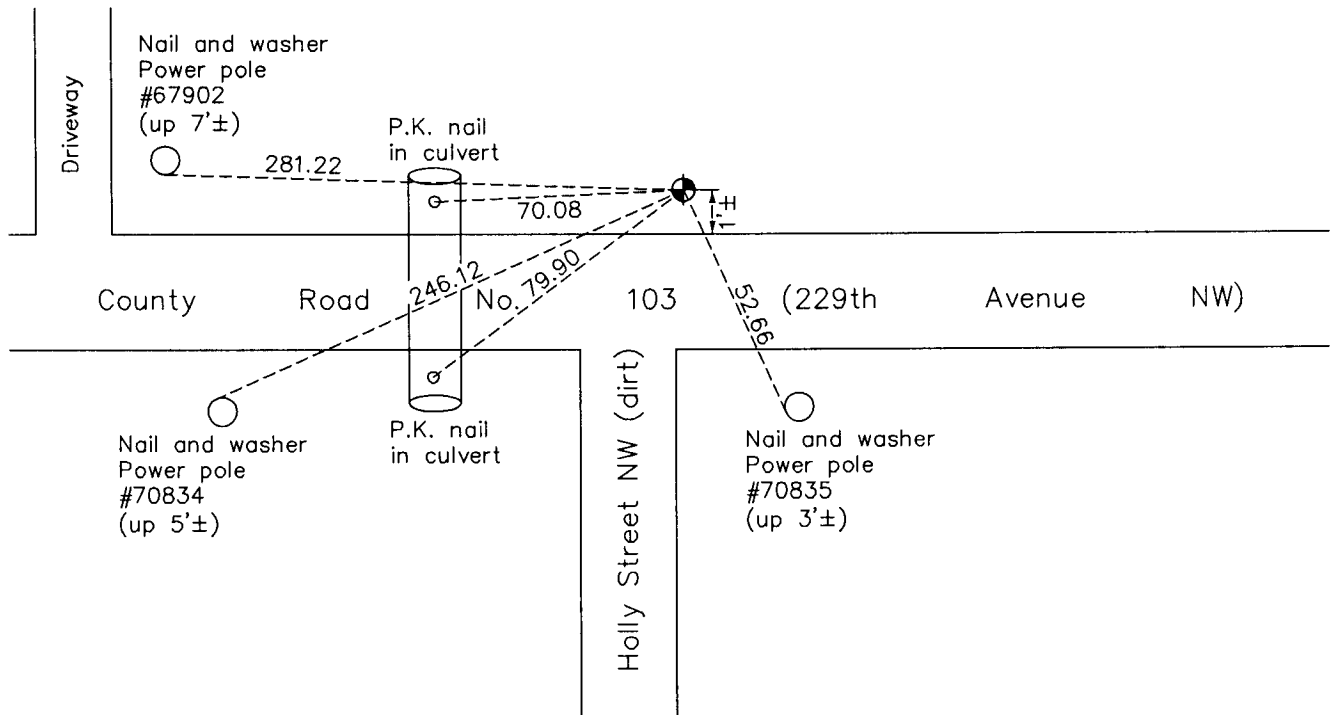 Nail and washer
Power pole
#67902
(up 7'±)
Driveway
P.K. nail
in culvert
281.22
70.08
1'±
246.12
79.90
52.66
County Road No. 103 (229th Avenue NW)
Nail and washer
Power pole
#70834
(up 5'±)
P.K. nail
in culvert
Holly Street NW (dirt)
Nail and washer
Power pole
#70835
(up 3'±)